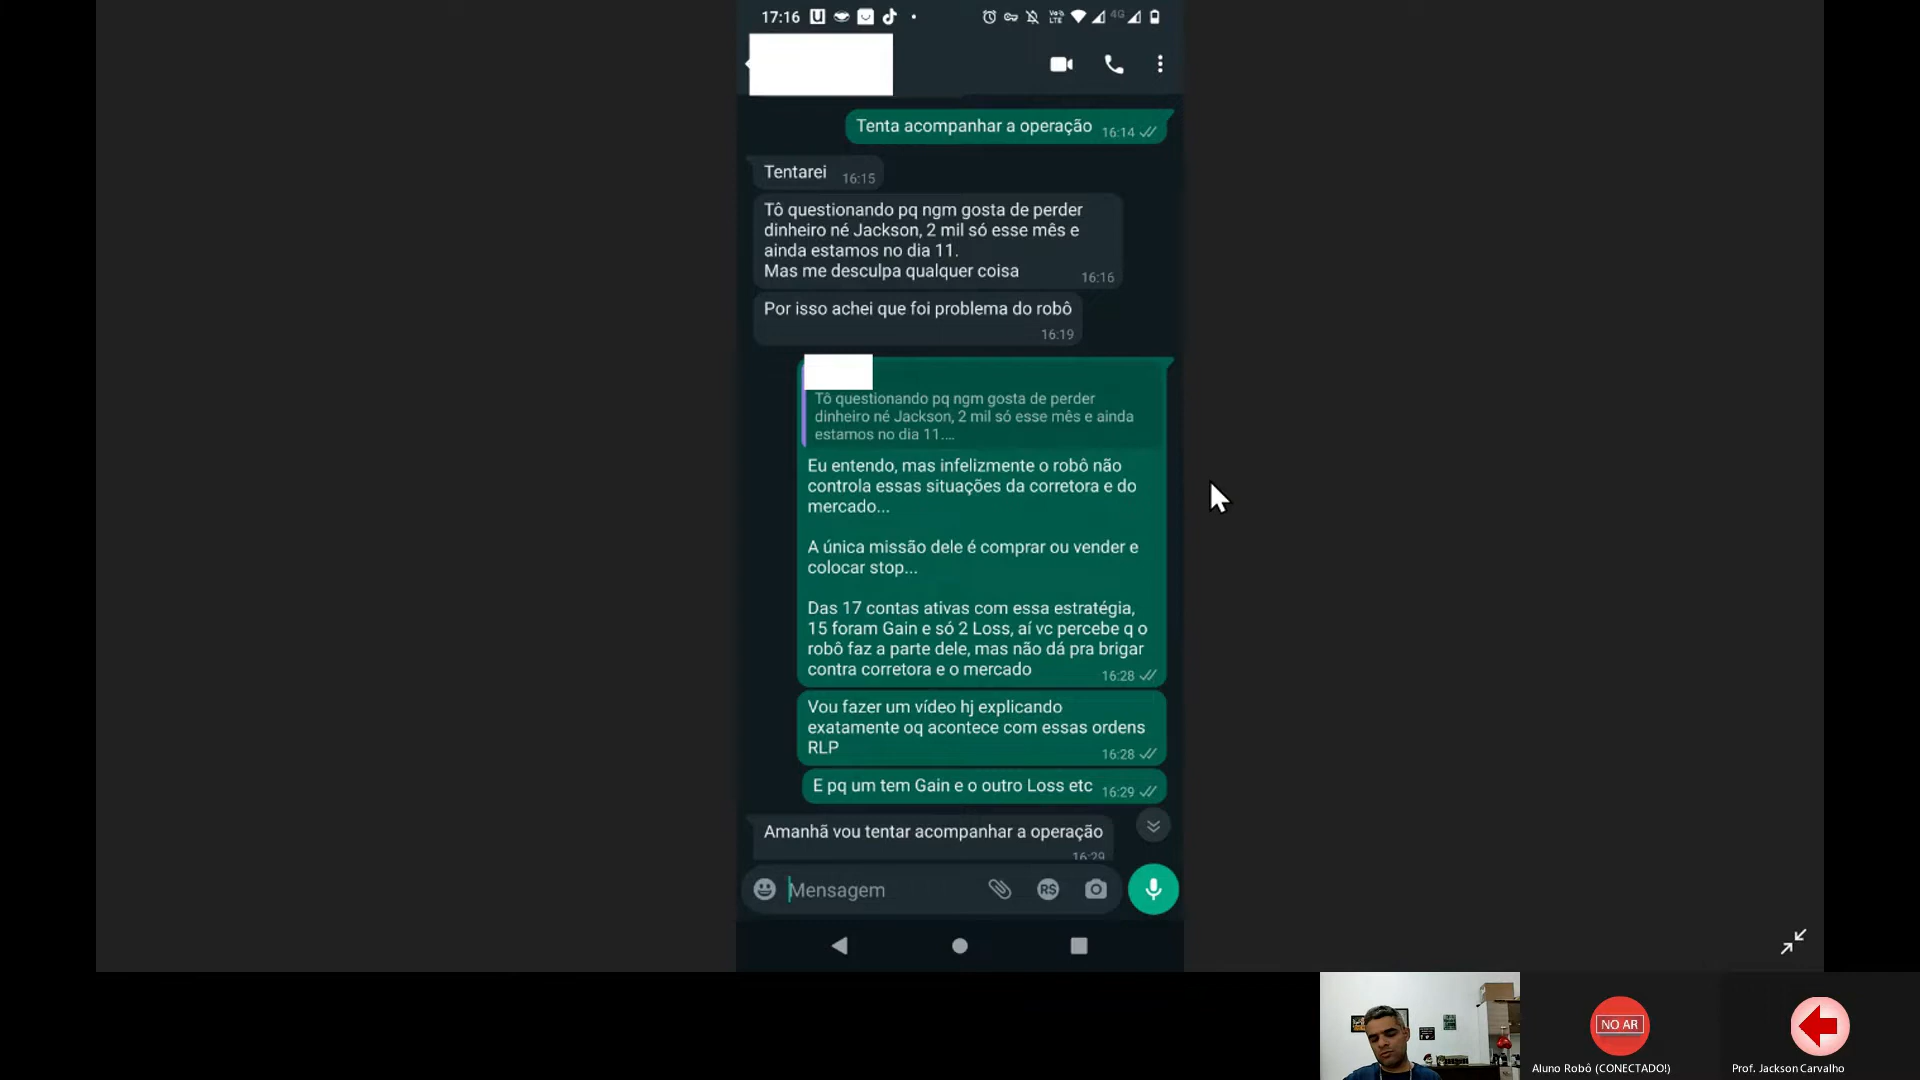 17:16
4G
Tenta acompanhar a operação 16:14
Tentarei 16:15
Tô questionando pq ngm gosta de perder
dinheiro né Jackson, 2 mil só esse mês e
ainda estamos no dia 11.
Mas me desculpa qualquer coisa 16:16
Por isso achei que foi problema do robô
16:19
Tô questionando pq ngm gosta de perder
dinheiro né Jackson, 2 mil só esse mês e ainda
estamos no dia 11....
Eu entendo, mas infelizmente o robô não
controla essas situações da corretora e do
mercado...
A única missão dele é comprar ou vender e
colocar stop...
Das 17 contas ativas com essa estratégia,
15 foram Gain e só 2 Loss, aí vc percebe q o
robô faz a parte dele, mas não dá pra brigar
contra corretora e o mercado 16:28
Vou fazer um vídeo hj explicando
exatamente oq acontece com essas ordens
RLP 16:28
E pq um tem Gain e o outro Loss etc 16:29
Amanhã vou tentar acompanhar a operação
16:29
Mensagem R$
NO AR
Aluno Robô (CONECTADO!) Prof. Jackson Carvalho